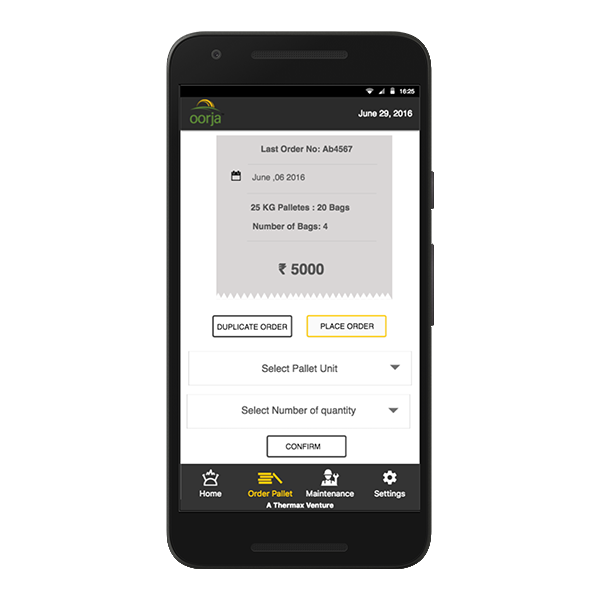 16:25
oorja
June 29, 2016
Last Order No: Ab4567
June ,06 2016
25 KG Palletes : 20 Bags
Number of Bags: 4
₹ 5000
DUPLICATE ORDER
PLACE ORDER
Select Pallet Unit
Select Number of quantity
CONFIRM
Home
Order Pallet
Maintenance
Settings
A Thermax Venture